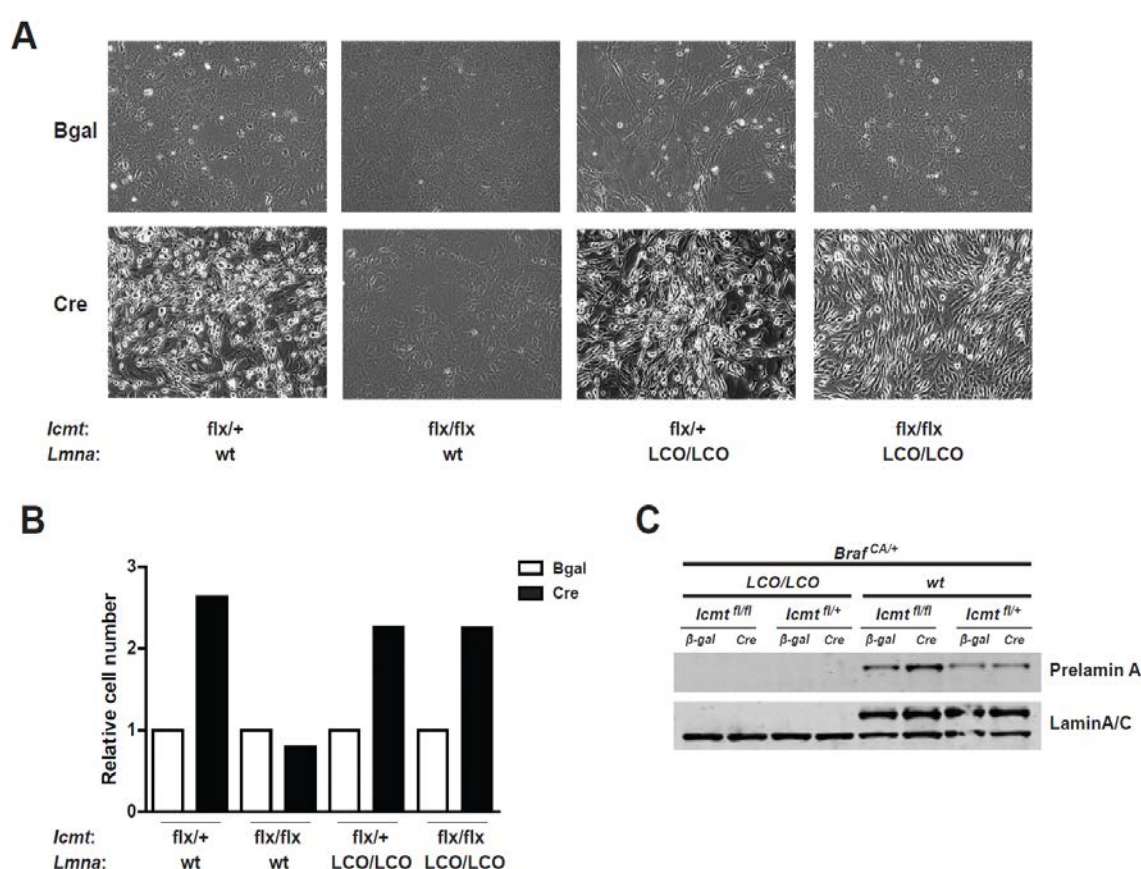 A
Bgal
Cre
Icmt: flx/+ flx/flx flx/+ flx/flx
Lmna: wt wt LCO/LCO LCO/LCO
B
Relative cell number
3
2
1
0
Bgal
Cre
Icmt: flx/+ flx/flx flx/+ flx/flx
Lmna: wt wt LCO/LCO LCO/LCO
C
Braf CA/+
LCO/LCO wt
Icmt fl/fl Icmt fl/+ Icmt fl/fl Icmt fl/+
β-gal Cre β-gal Cre β-gal Cre β-gal Cre
Prelamin A
LaminA/C